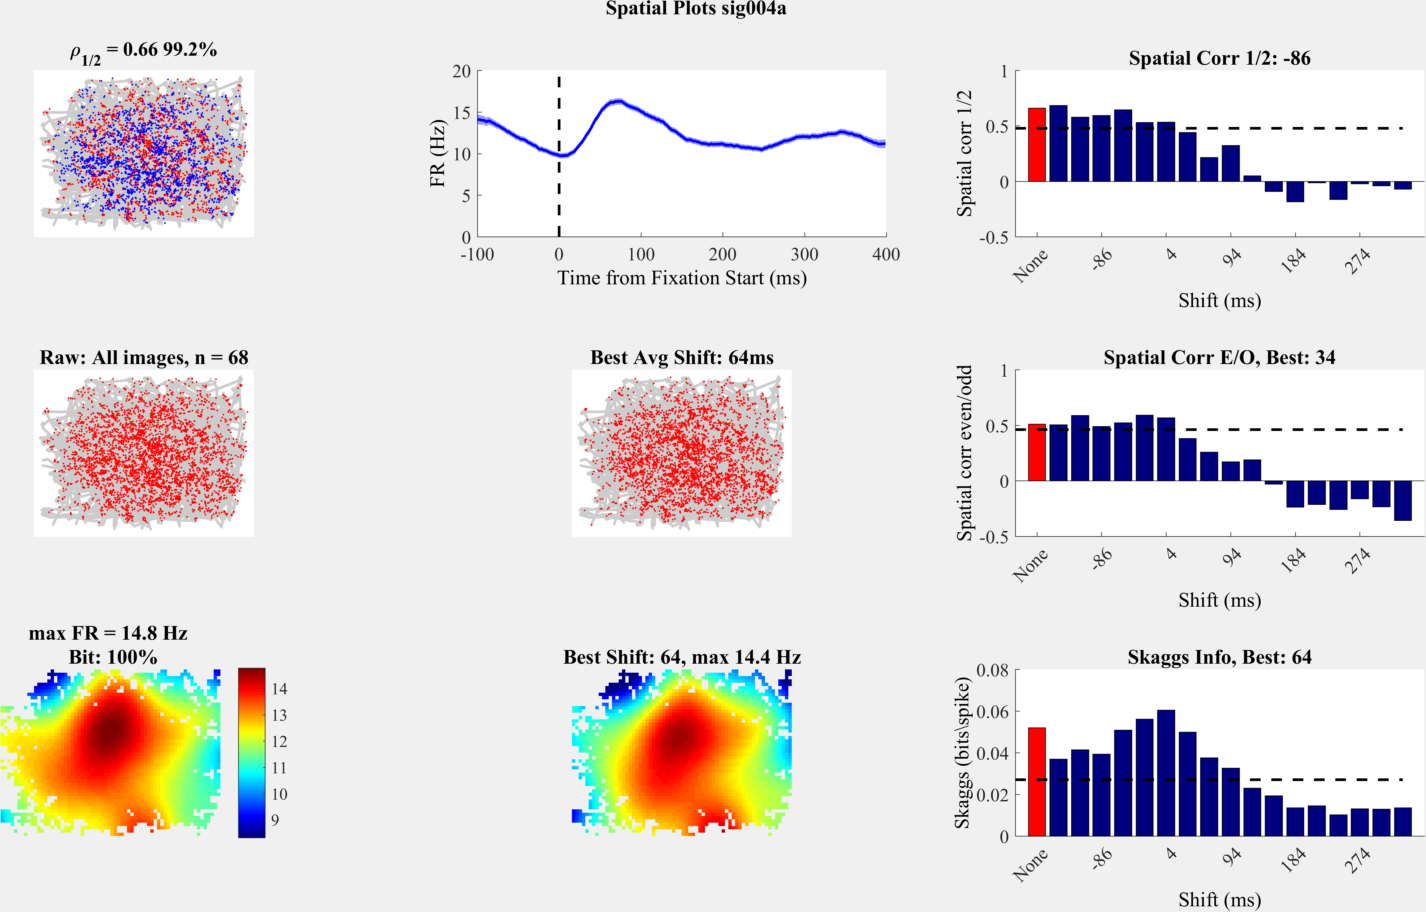 Spatial Plots sig004a
ρ1/2 = 0.66 99.2%
20
15
10
5
0
FR (Hz)
-100
0
100
200
300
400
Time from Fixation Start (ms)
Spatial Corr 1/2: -86
1
0.5
0
-0.5
Spatial corr 1/2
None
-86
4
94
184
274
Shift (ms)
Raw: All images, n = 68
Best Avg Shift: 64ms
Spatial Corr E/O, Best: 34
1
0.5
0
-0.5
Spatial corr even/odd
None
-86
4
94
184
274
Shift (ms)
max FR = 14.8 Hz
Bit: 100%
14
13
12
11
10
9
Best Shift: 64, max 14.4 Hz
Skaggs Info, Best: 64
0.08
0.06
0.04
0.02
0
Skaggs (bits\spike)
None
-86
4
94
184
274
Shift (ms)